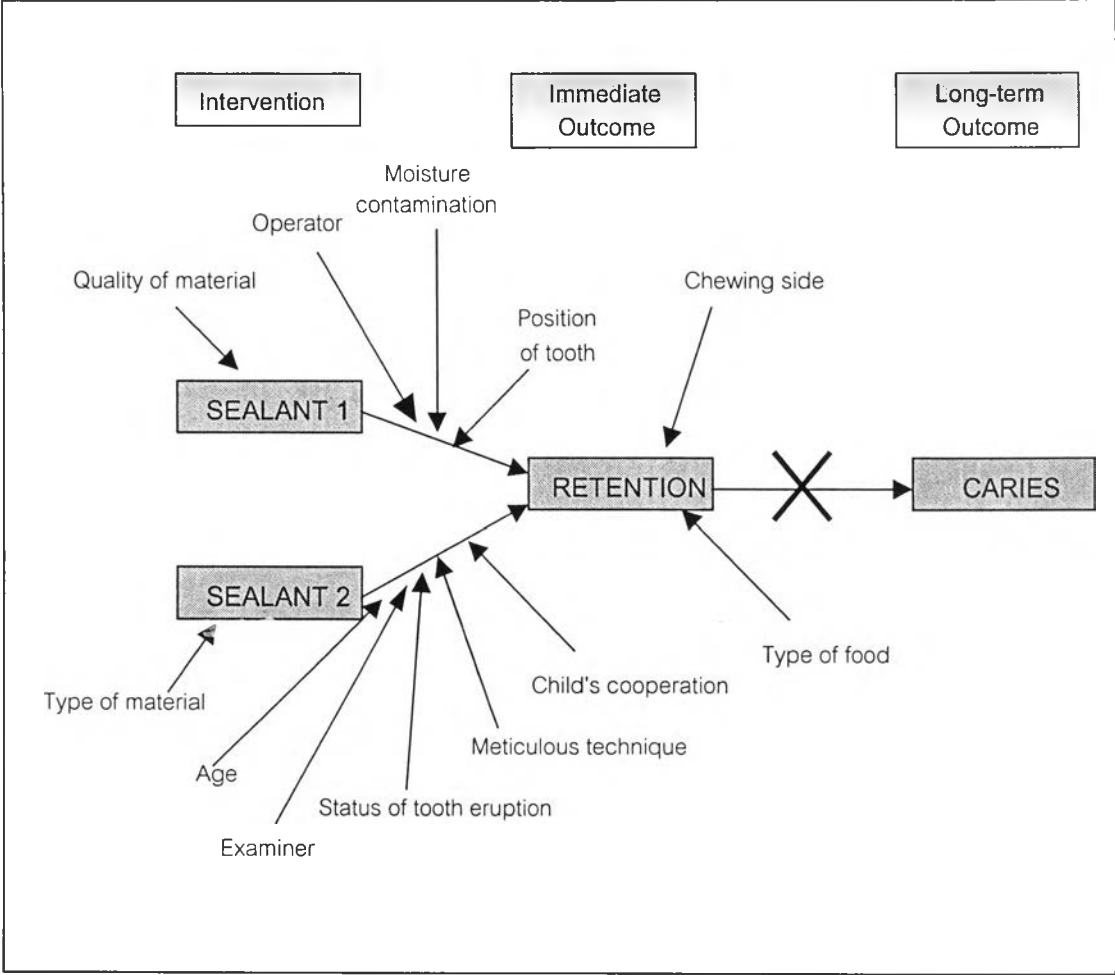 Intervention
Immediate
Outcome
Long-term
Outcome
Moisture
contamination
Operator
Quality of material
Chewing side
Position
of tooth
SEALANT 1
RETENTION
CARIES
SEALANT 2
Type of food
Child's cooperation
Type of material
Meticulous technique
Age
Status of tooth eruption
Examiner